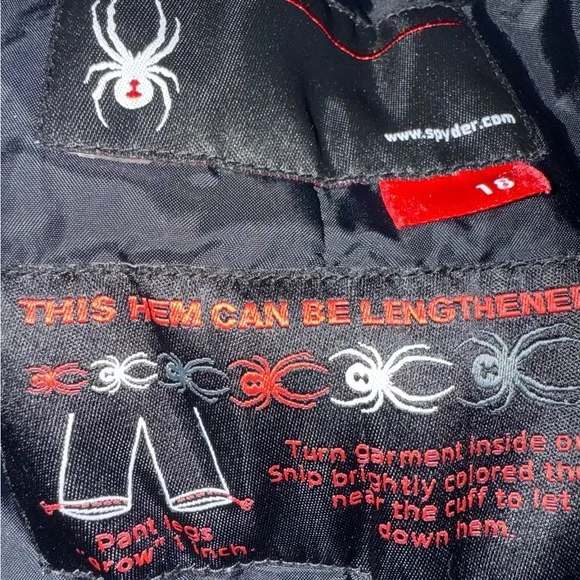 www.spyder.com
18
THIS HEM CAN BE LENGTHENE
Turn garment inside
Snip brightly colored
near the cuff to let
down hem.
Pant legs
"grow" 1 inch.